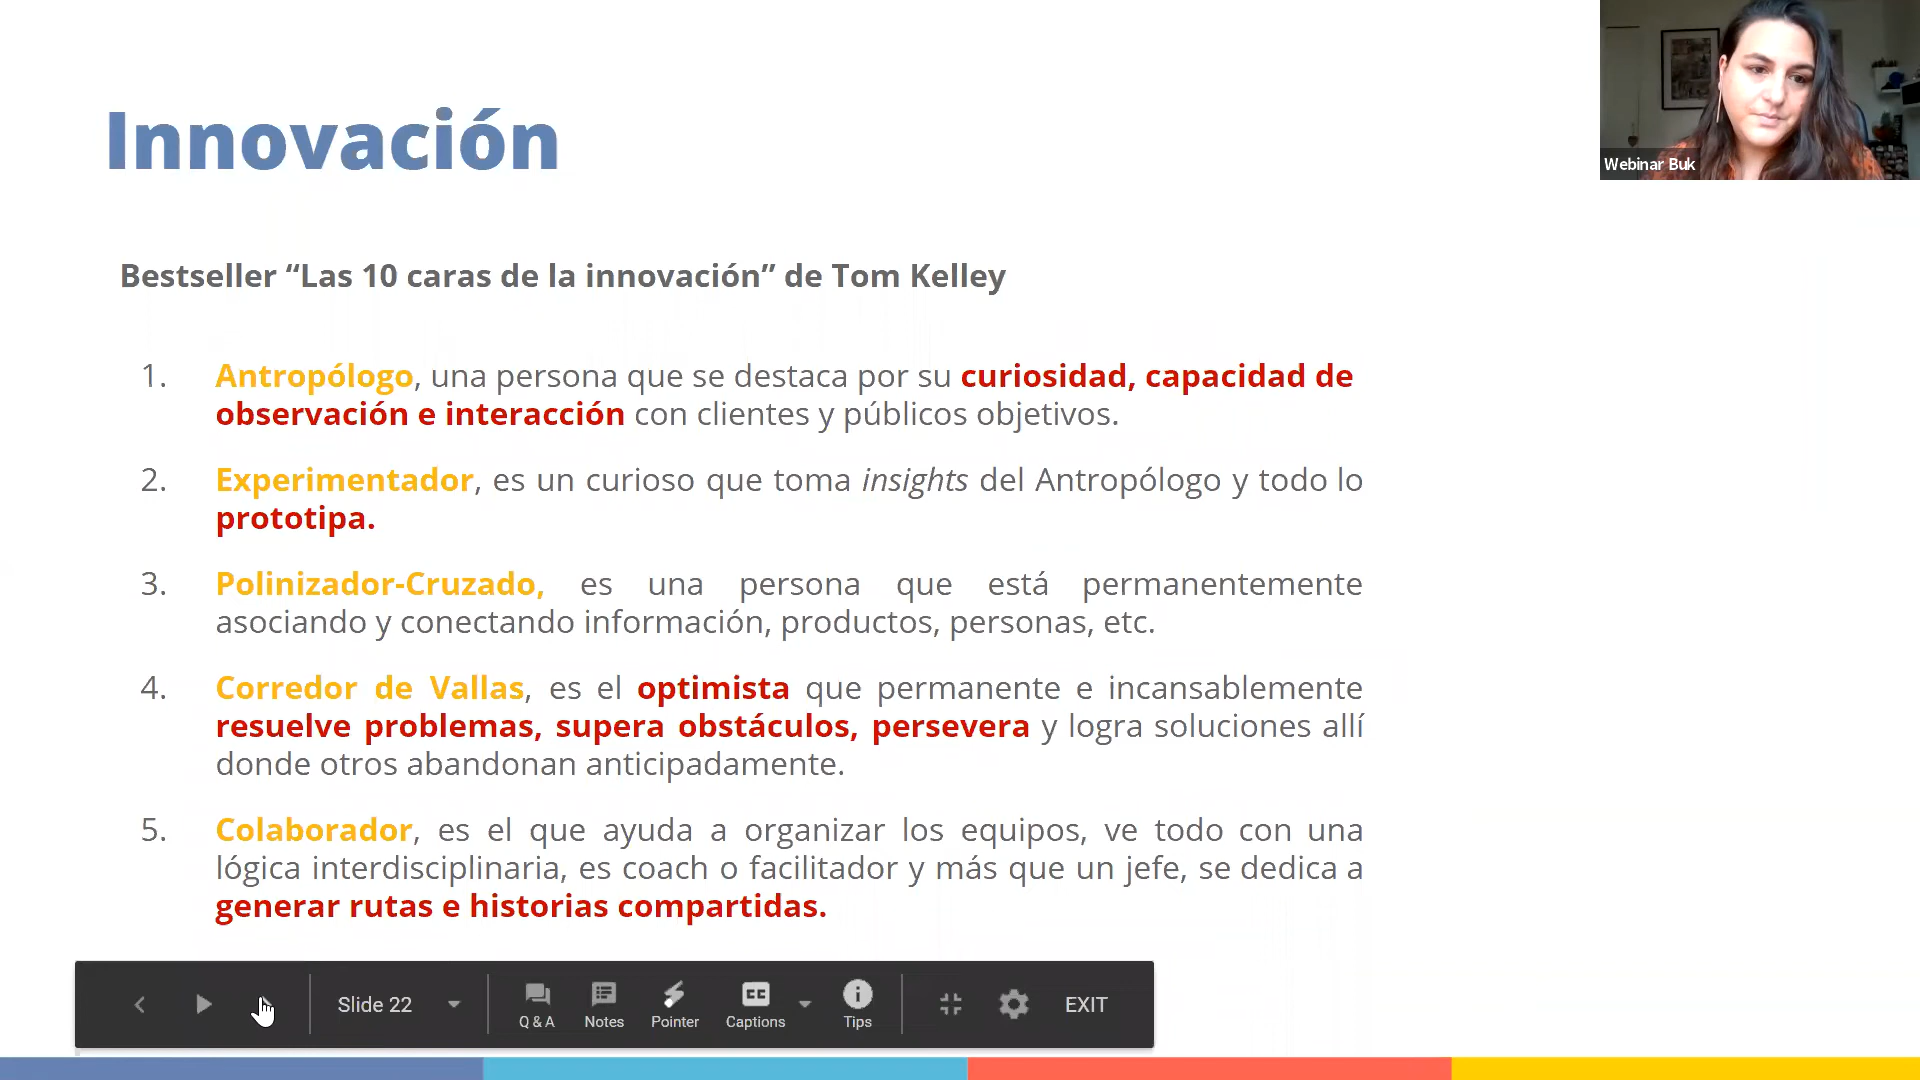 Innovación
Webinar Buk
Bestseller “Las 10 caras de la innovación” de Tom Kelley
1. Antropólogo, una persona que se destaca por su curiosidad, capacidad de
observación e interacción con clientes y públicos objetivos.
2. Experimentador, es un curioso que toma insights del Antropólogo y todo lo
prototipa.
3. Polinizador-Cruzado, es una persona que está permanentemente
asociando y conectando información, productos, personas, etc.
4. Corredor de Vallas, es el optimista que permanente e incansablemente
resuelve problemas, supera obstáculos, persevera y logra soluciones allí
donde otros abandonan anticipadamente.
5. Colaborador, es el que ayuda a organizar los equipos, ve todo con una
lógica interdisciplinaria, es coach o facilitador y más que un jefe, se dedica a
generar rutas e historias compartidas.
Slide 22
Q & A
Notes
Pointer
CC
Captions
Tips
EXIT